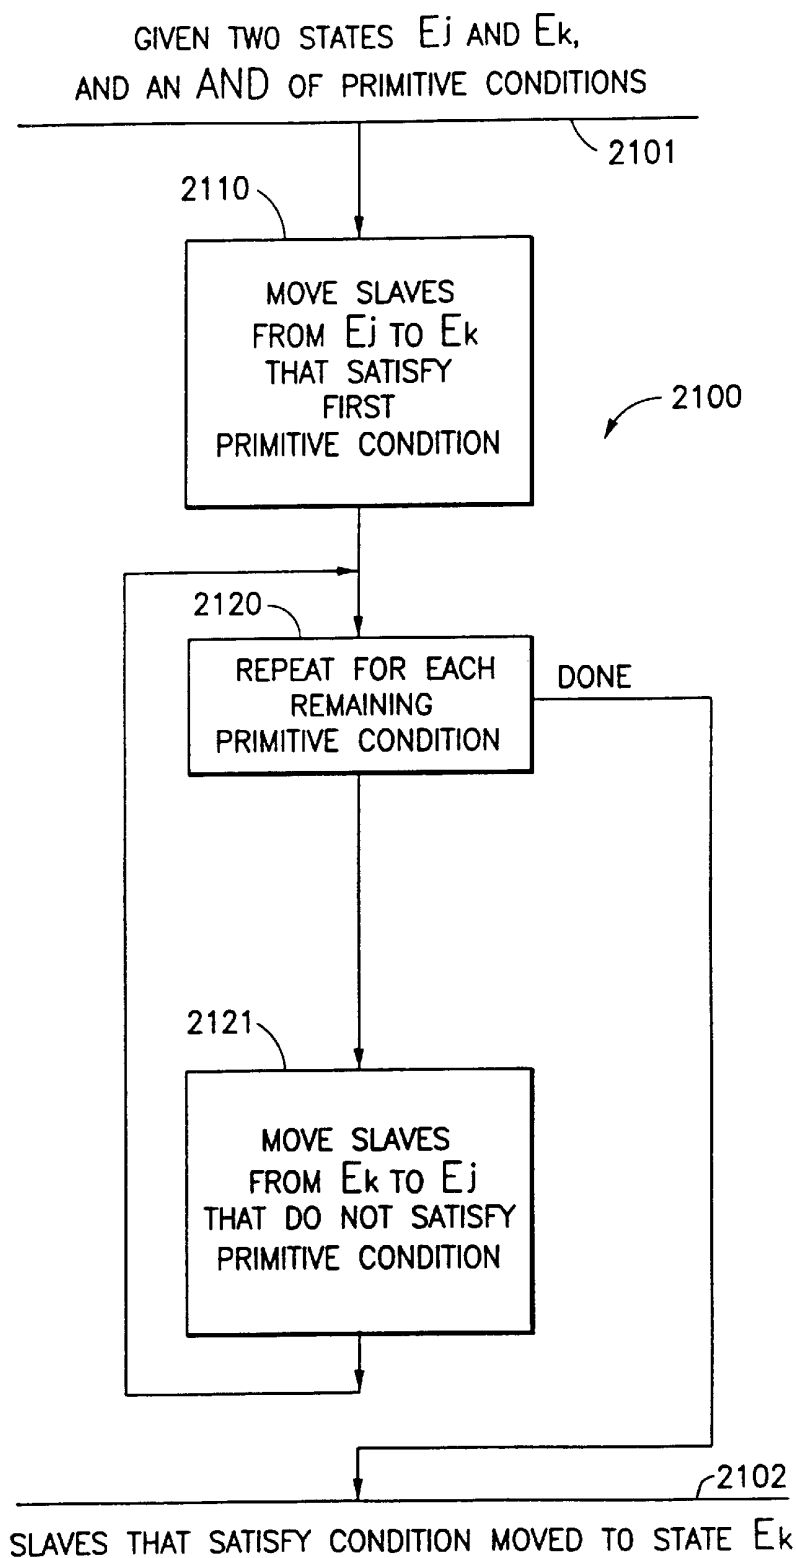 GIVEN TWO STATES Ej AND Ek,
AND AN AND OF PRIMITIVE CONDITIONS
2101
2110
MOVE SLAVES
FROM Ej TO Ek
THAT SATISFY
FIRST
PRIMITIVE CONDITION
2100
2120
REPEAT FOR EACH
REMAINING
PRIMITIVE CONDITION
DONE
2121
MOVE SLAVES
FROM Ek TO Ej
THAT DO NOT SATISFY
PRIMITIVE CONDITION
2102
SLAVES THAT SATISFY CONDITION MOVED TO STATE Ek